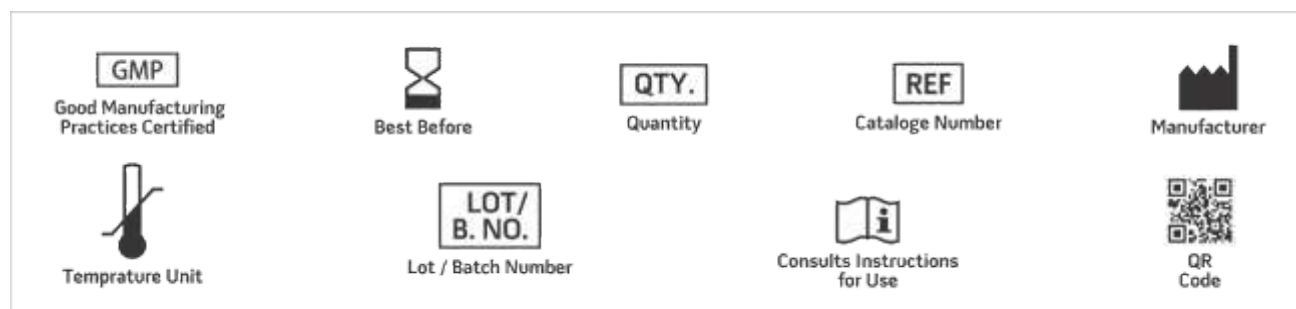 GMP
Good Manufacturing
Practices Certified
Best Before
QTY.
Quantity
REF
Cataloge Number
Manufacturer
Temprature Unit
LOT/
B. NO.
Lot / Batch Number
i
Consults Instructions
for Use
QR
Code